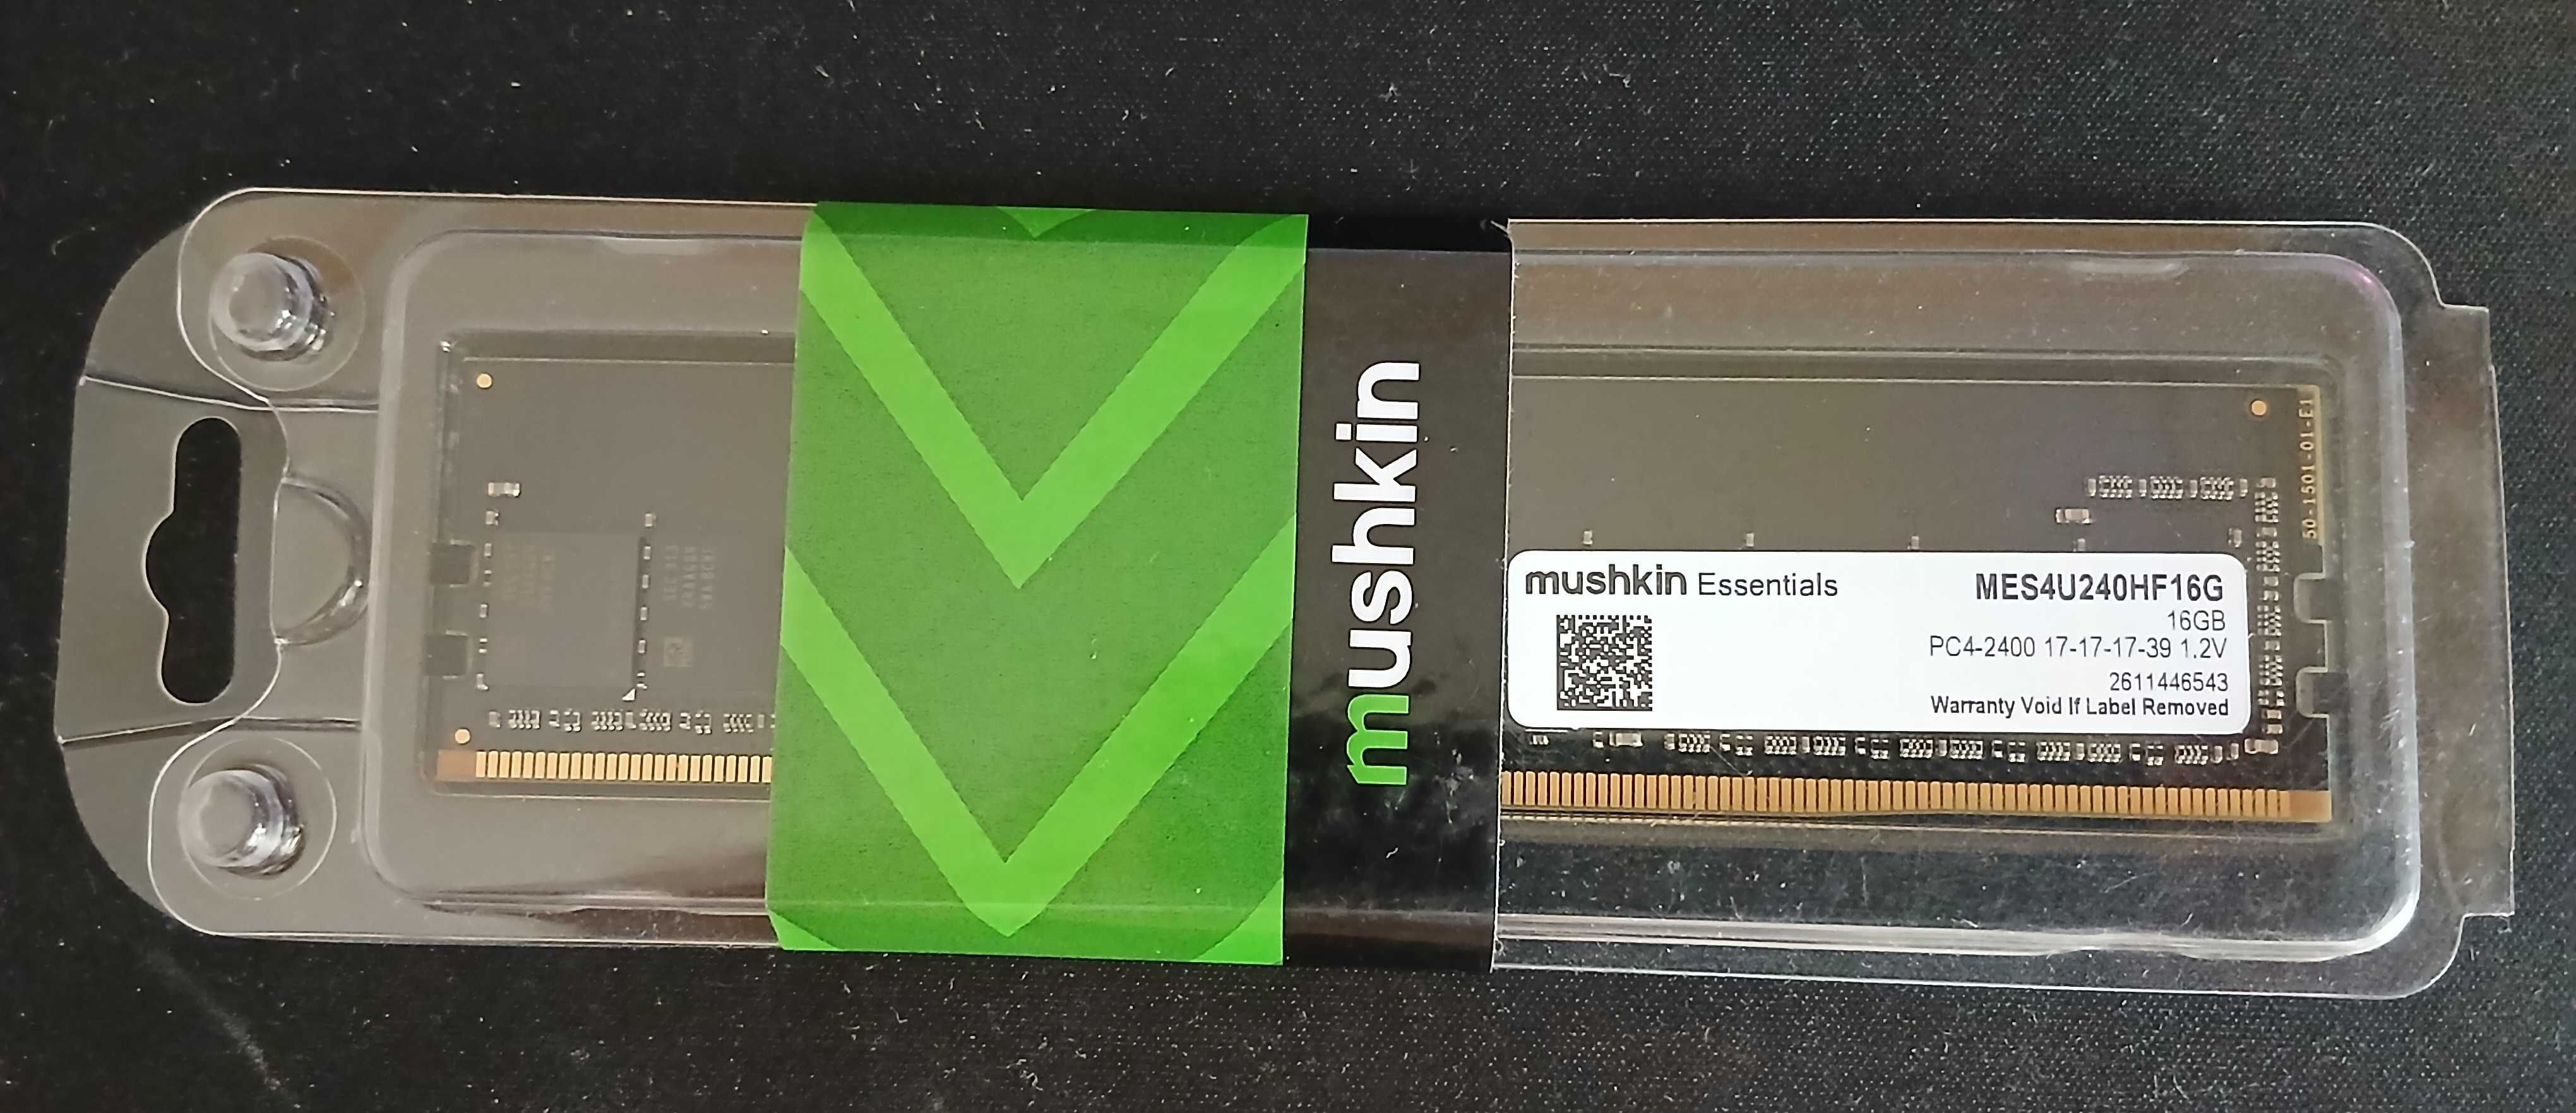 mushkin
mushkin Essentials
MES4U240HF16G
16GB
PC4-2400 17-17-17-39 1.2V
2611446543
Warranty Void If Label Removed
50-1501-01-E1